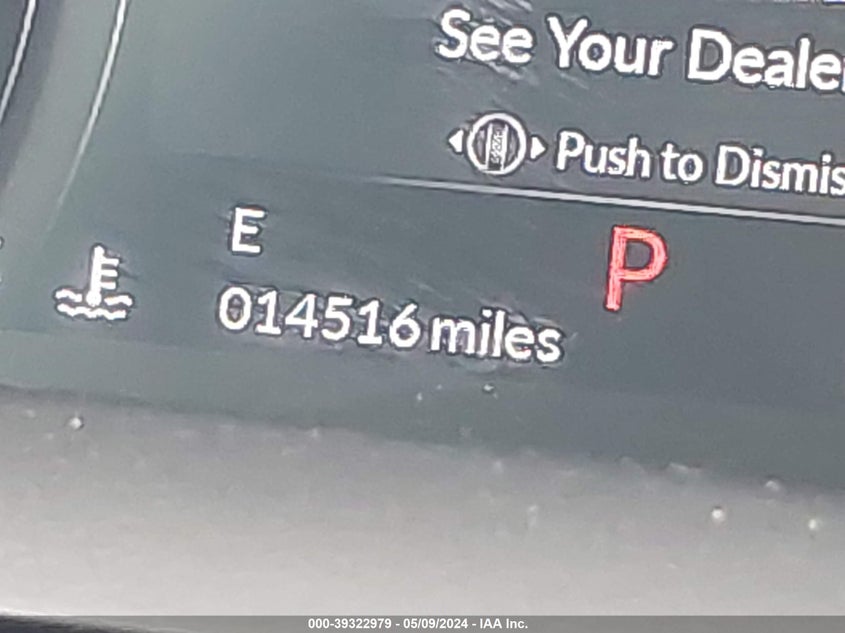 See Your Deale
Push to Dismis
E
P
014516 miles
000-39322979 - 05/09/2024 - IAA Inc.